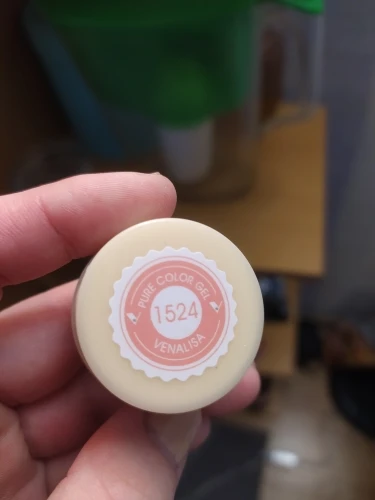 PURE COLOR GEL
1524
VENALISA